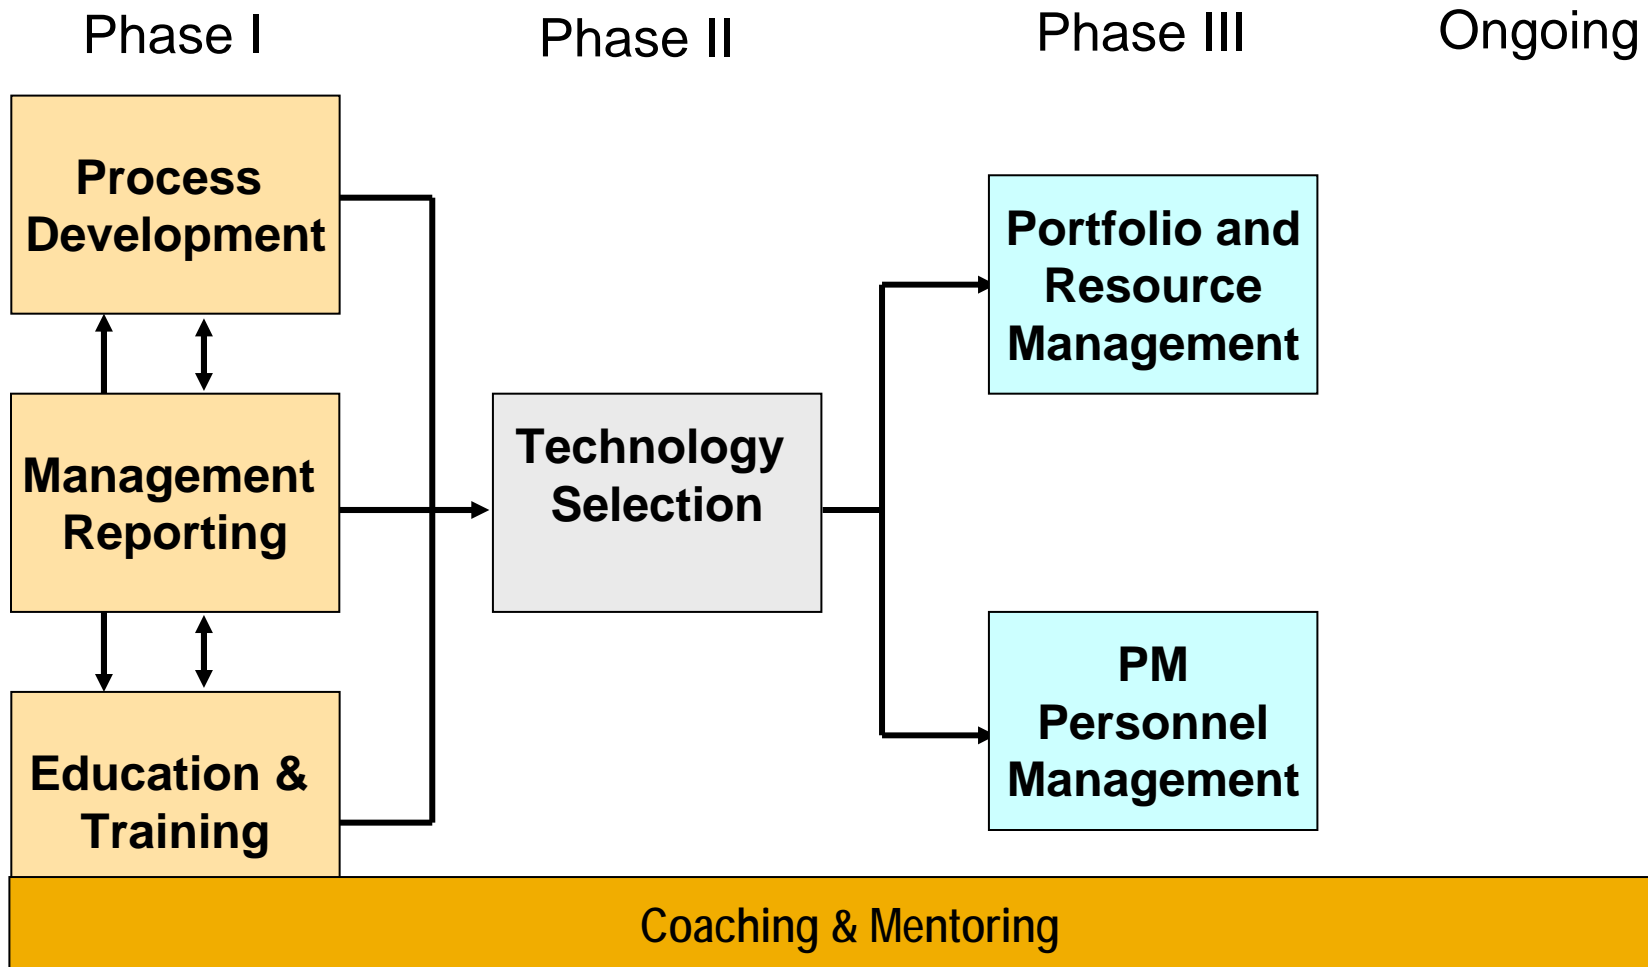 Phase I
Phase II
Phase III
Ongoing
Process
Development
Management
Reporting
Education &
Training
Technology
Selection
Portfolio and
Resource
Management
PM
Personnel
Management
Coaching & Mentoring